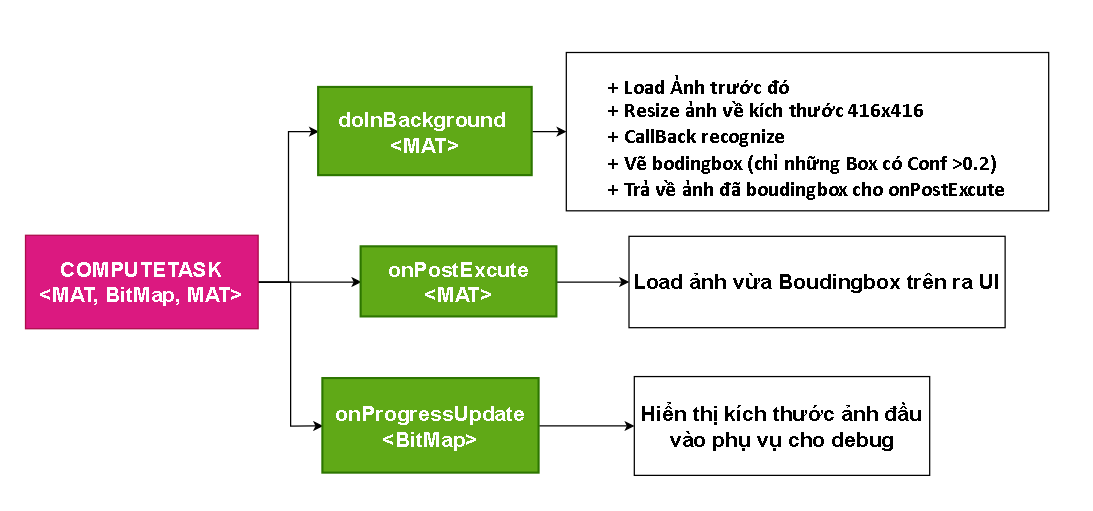 COMPUTETASK
<MAT, BitMap, MAT>
doInBackground
<MAT>
+ Load Ảnh trước đó
+ Resize ảnh về kích thước 416x416
+ CallBack recognize
+ Vẽ bodingbox (chỉ những Box có Conf >0.2)
+ Trả về ảnh đã boudingbox cho onPostExcute
onPostExcute
<MAT>
Load ảnh vừa Boudingbox trên ra UI
onProgressUpdate
<BitMap>
Hiển thị kích thước ảnh đầu
vào phụ vụ cho debug